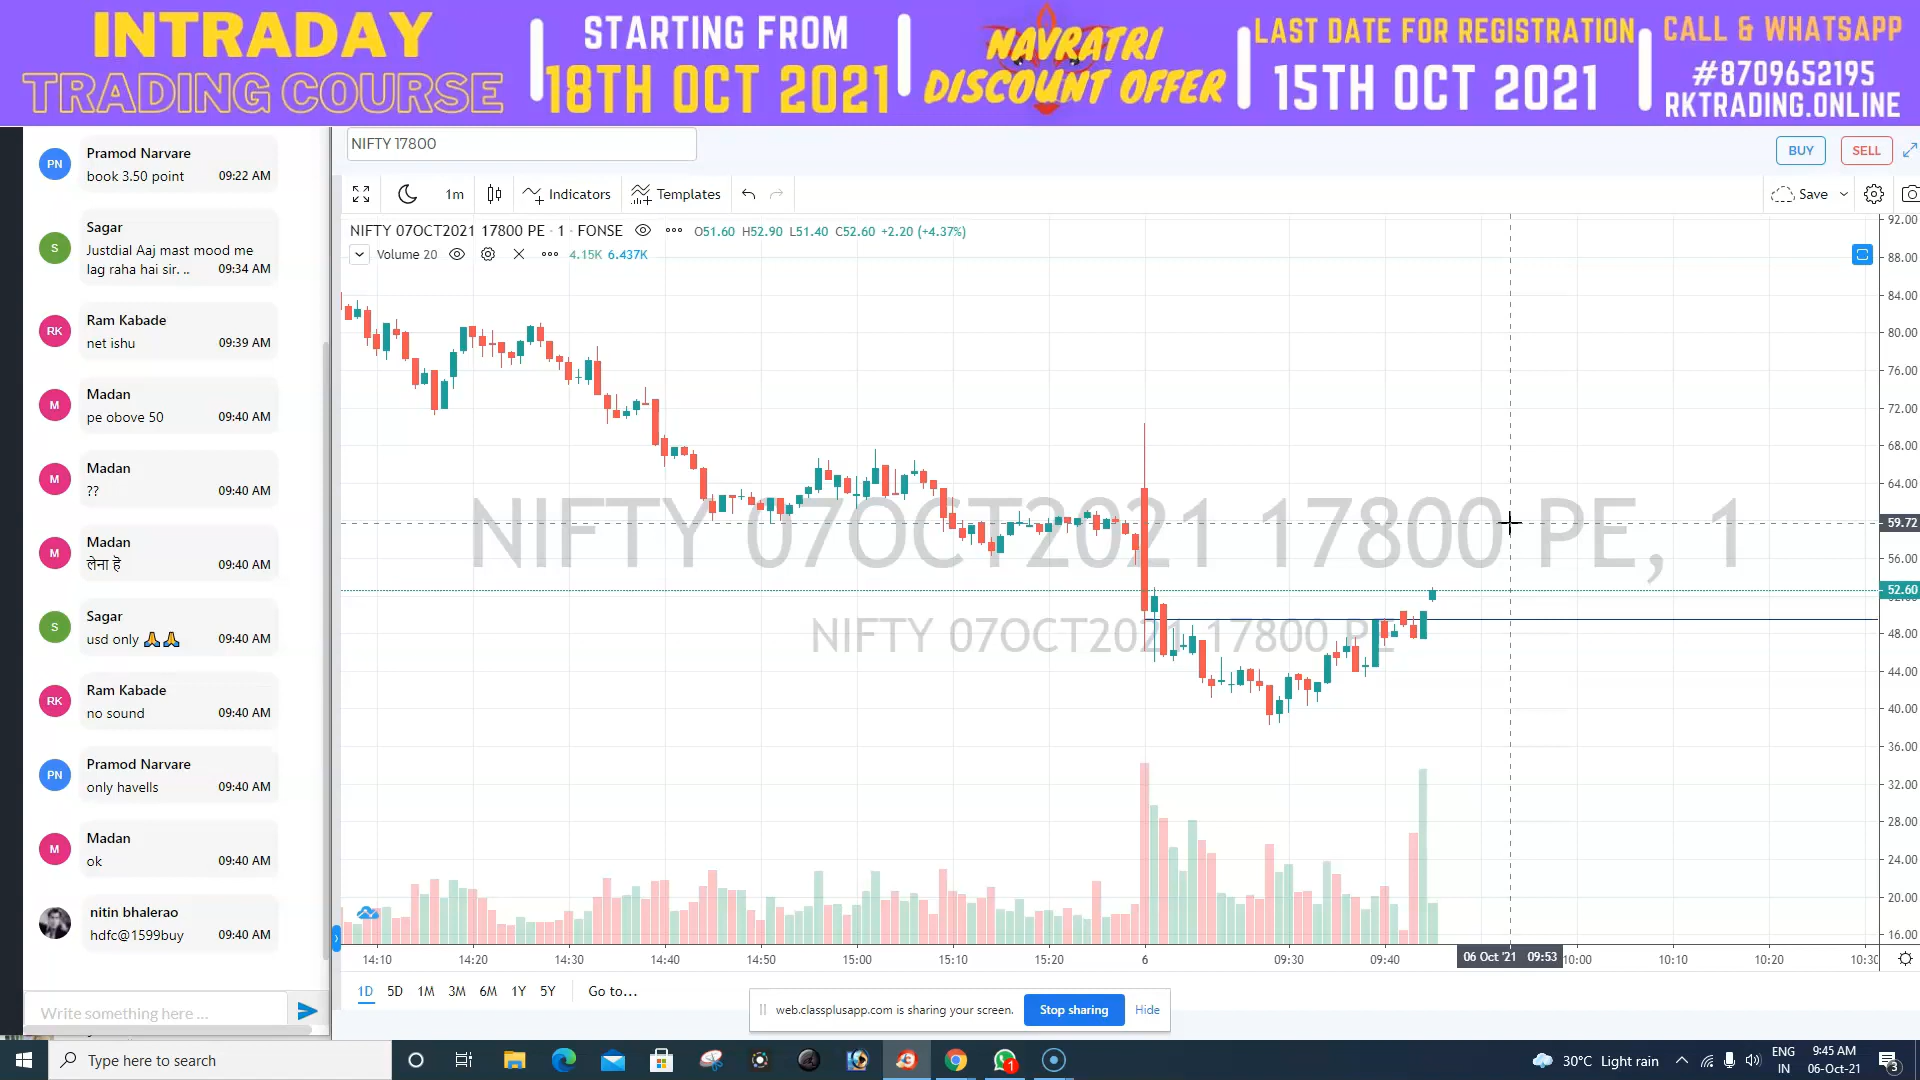 INTRADAY
TRADING COURSE
STARTING FROM
18TH OCT 2021
NAVRATRI
DISCOUNT OFFER
LAST DATE FOR REGISTRATION
15TH OCT 2021
CALL & WHATSAPP
#8709652195
RKTRADING.ONLINE
PN
Pramod Narvare
book 3.50 point 09:22 AM
S
Sagar
Justdial Aaj mast mood me
lag raha hai sir. .. 09:34 AM
RK
Ram Kabade
net ishu 09:39 AM
M
Madan
pe obove 50 09:40 AM
M
Madan
?? 09:40 AM
M
Madan
लेना हॆ 09:40 AM
S
Sagar
usd only 🙏🙏 09:40 AM
RK
Ram Kabade
no sound 09:40 AM
PN
Pramod Narvare
only havells 09:40 AM
M
Madan
ok 09:40 AM
nitin bhalerao
hdfc@1599buy 09:40 AM
Write something here ...
NIFTY 17800
BUY SELL
1m Indicators Templates Save
NIFTY 07OCT2021 17800 PE · 1 · FONSE O51.60 H52.90 L51.40 C52.60 +2.20 (+4.37%)
Volume 20 4.15K 6.437K
NIFTY 07OCT2021 17800 PE, 1
NIFTY 07OCT2021 17800 PE
92.00
88.00
84.00
80.00
76.00
72.00
68.00
64.00
59.72
56.00
52.60
48.00
44.00
40.00
36.00
32.00
28.00
24.00
20.00
16.00
14:10 14:20 14:30 14:40 14:50 15:00 15:10 15:20 6 09:30 09:40 06 Oct '21 09:53 10:00 10:10 10:20 10:30
1D 5D 1M 3M 6M 1Y 5Y Go to...
web.classplusapp.com is sharing your screen. Stop sharing Hide
Type here to search
1
30°C Light rain
ENG
IN
9:45 AM
06-Oct-21
3